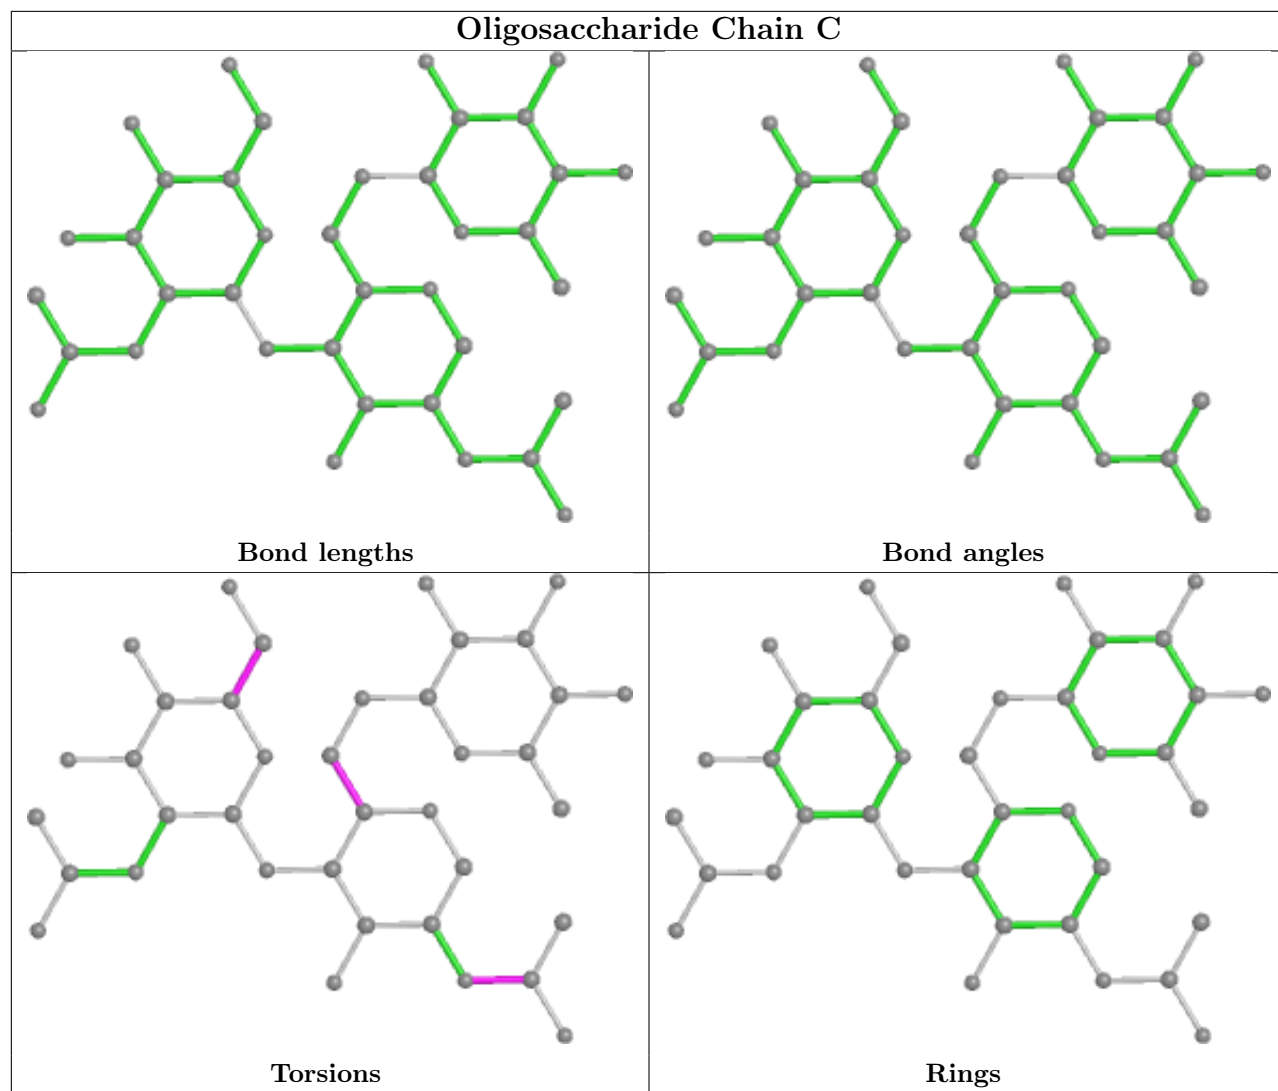 Oligosaccharide Chain C
Bond lengths
Bond angles
Torsions
Rings